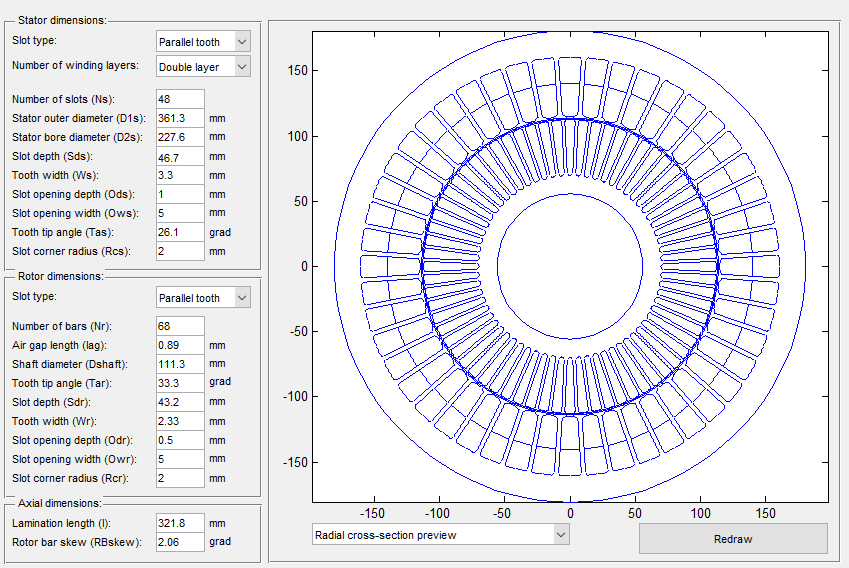 Stator dimensions:
Slot type: Parallel tooth
Number of winding layers: Double layer
Number of slots (Ns): 48
Stator outer diameter (D1s): 361.3 mm
Stator bore diameter (D2s): 227.6 mm
Slot depth (Sds): 46.7 mm
Tooth width (Ws): 3.3 mm
Slot opening depth (Ods): 1 mm
Slot opening width (Ows): 5 mm
Tooth tip angle (Tas): 26.1 grad
Slot corner radius (Rcs): 2 mm
Rotor dimensions:
Slot type: Parallel tooth
Number of bars (Nr): 68
Air gap length (lag): 0.89 mm
Shaft diameter (Dshaft): 111.3 mm
Tooth tip angle (Tar): 33.3 grad
Slot depth (Sdr): 43.2 mm
Tooth width (Wr): 2.33 mm
Slot opening depth (Odr): 0.5 mm
Slot opening width (Owr): 5 mm
Slot corner radius (Rcr): 2 mm
Axial dimensions:
Lamination length (l): 321.8 mm
Rotor bar skew (RBskew): 2.06 grad
150
100
50
0
-50
-100
-150
-150 -100 -50 0 50 100 150
Radial cross-section preview
Redraw